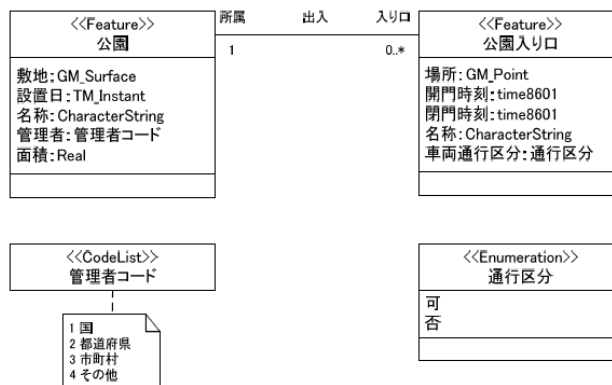 <<Feature>>
公園
敷地:GM_Surface
設置日:TM_Instant
名称:CharacterString
管理者:管理者コード
面積:Real
所属 出入 入り口
1 0..*
<<Feature>>
公園入り口
場所:GM_Point
開門時刻:time8601
閉門時刻:time8601
名称:CharacterString
車両通行区分:通行区分
<<CodeList>>
管理者コード
1 国
2 都道府県
3 市町村
4 その他
<<Enumeration>>
通行区分
可
否